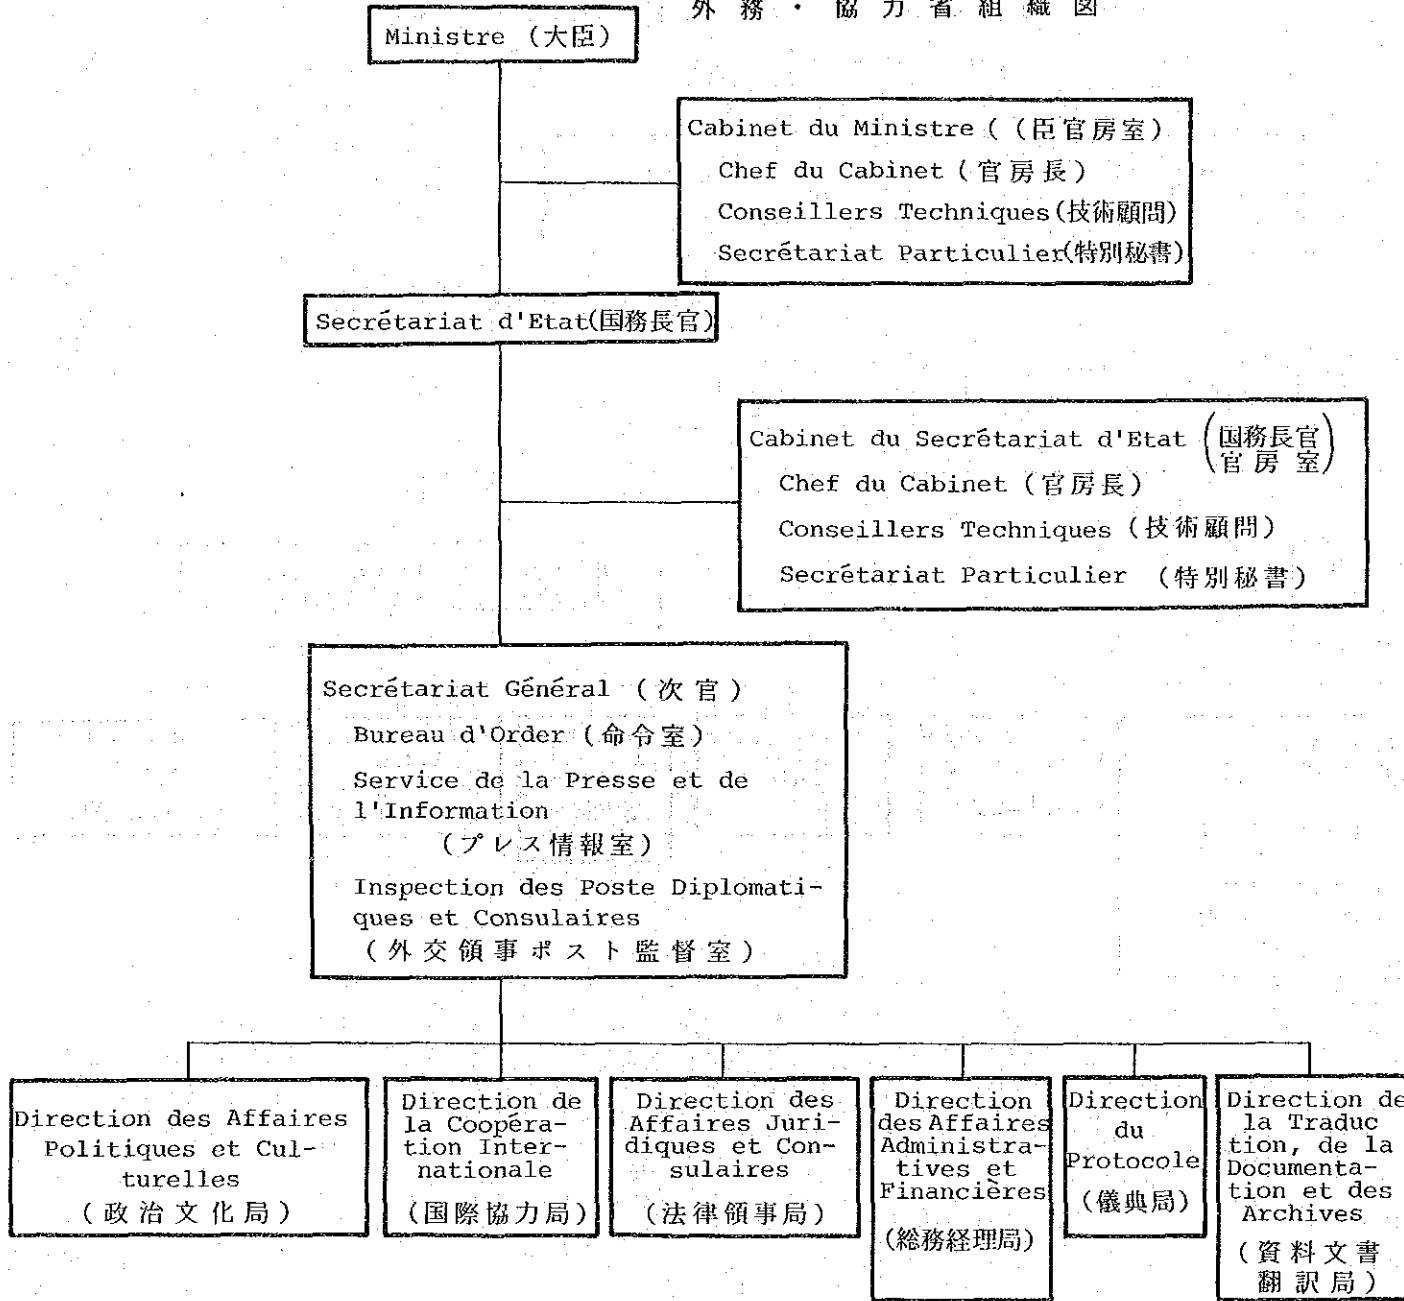 外務・協力省組織図
Ministre (大臣)
Cabinet du Ministre ( (臣官房室)
Chef du Cabinet (官房長)
Conseillers Techniques(技術顧問)
Secrétariat Particulier(特別秘書)
Secrétariat d'Etat(国務長官)
Cabinet du Secrétariat d'Etat (国務長官
官房室)
Chef du Cabinet (官房長)
Conseillers Techniques (技術顧問)
Secrétariat Particulier (特別秘書)
Secrétariat Général (次官)
Bureau d'Order (命令室)
Service de la Presse et de
l'Information
(プレス情報室)
Inspection des Poste Diplomati-
ques et Consulaires
(外交領事ポスト監督室)
Direction des Affaires
Politiques et Cul-
turelles
(政治文化局)
Direction de
la Coopéra-
tion Inter-
nationale
(国際協力局)
Direction des
Affaires Juri-
diques et Con-
sulaires
(法律領事局)
Direction
des Affaires
Administra-
tives et
Financières
(総務経理局)
Direction
du
Protocole
(儀典局)
Direction de
la Traduc
tion, de la
Documenta-
tion et des
Archives
(資料文書
翻訳局)